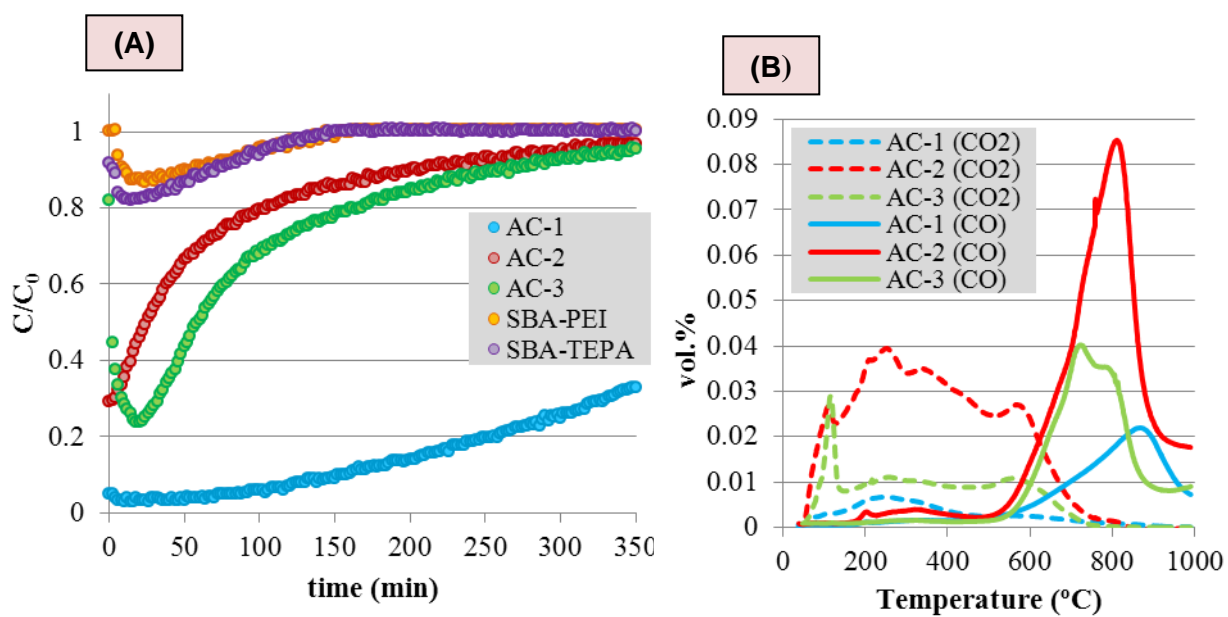 (A)
C/C0
1
0.8
0.6
0.4
0.2
0
0
50
100
150
200
250
300
350
time (min)
AC-1
AC-2
AC-3
SBA-PEI
SBA-TEPA
(B)
vol.%
0.09
0.08
0.07
0.06
0.05
0.04
0.03
0.02
0.01
0
0
200
400
600
800
1000
Temperature (ºC)
AC-1 (CO2)
AC-2 (CO2)
AC-3 (CO2)
AC-1 (CO)
AC-2 (CO)
AC-3 (CO)